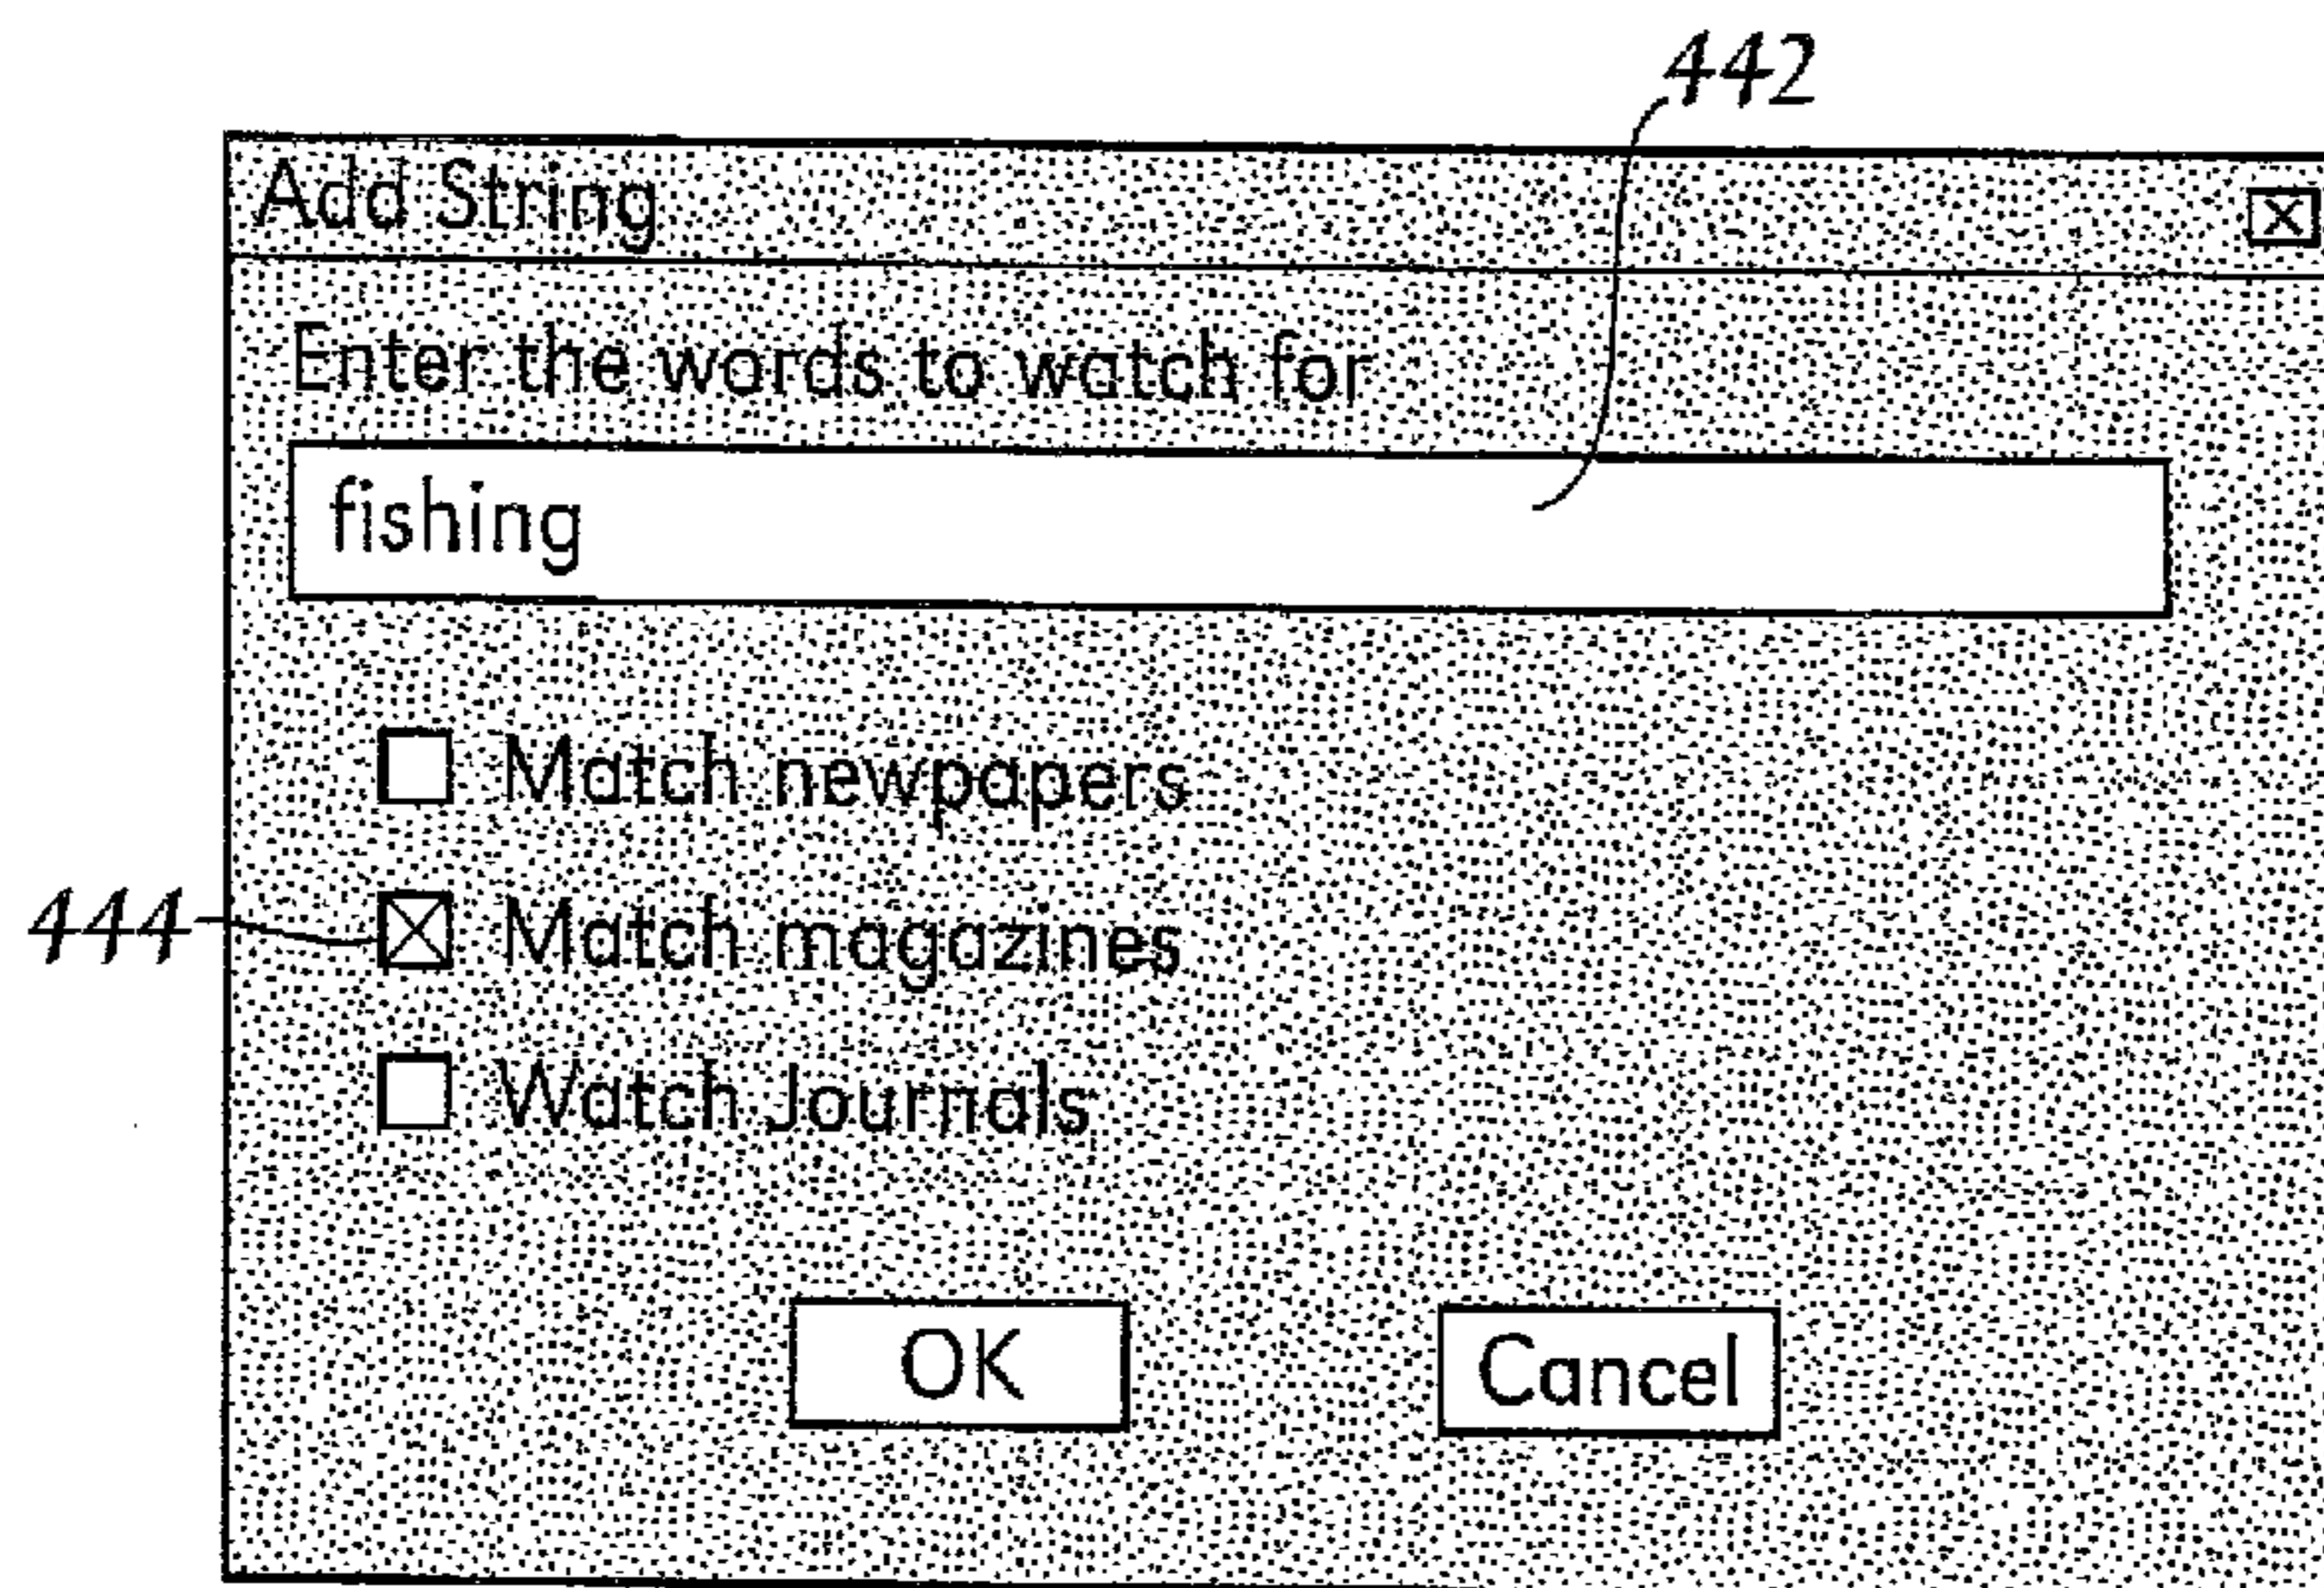 442
Add String
Enter the words to watch for
fishing
Match newpapers
444
Match magazines
Watch Journals
OK
Cancel